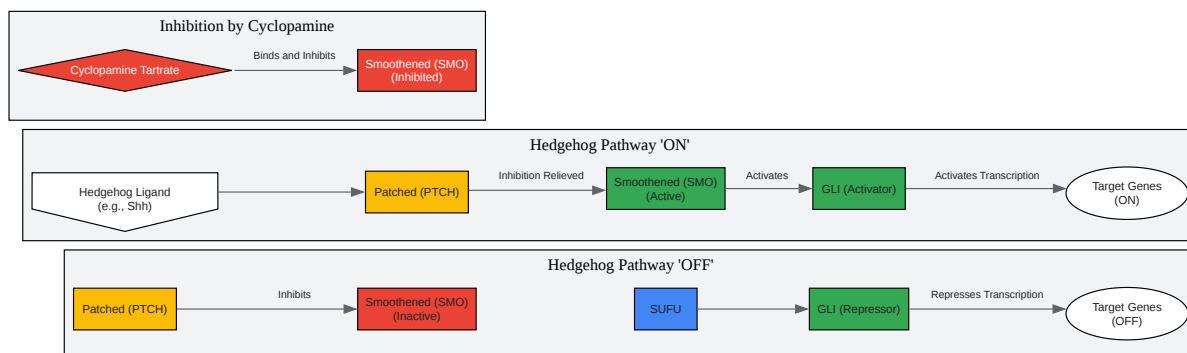 Inhibition by Cyclopamine
Cyclopamine Tartrate
Binds and Inhibits
Smoothened (SMO)
(Inhibited)
Hedgehog Pathway 'ON'
Hedgehog Ligand
(e.g., Shh)
Patched (PTCH)
Inhibition Relieved
Smoothened (SMO)
(Active)
Activates
GLI (Activator)
Activates Transcription
Target Genes
(ON)
Hedgehog Pathway 'OFF'
Patched (PTCH)
Inhibits
Smoothened (SMO)
(Inactive)
SUFU
GLI (Repressor)
Represses Transcription
Target Genes
(OFF)